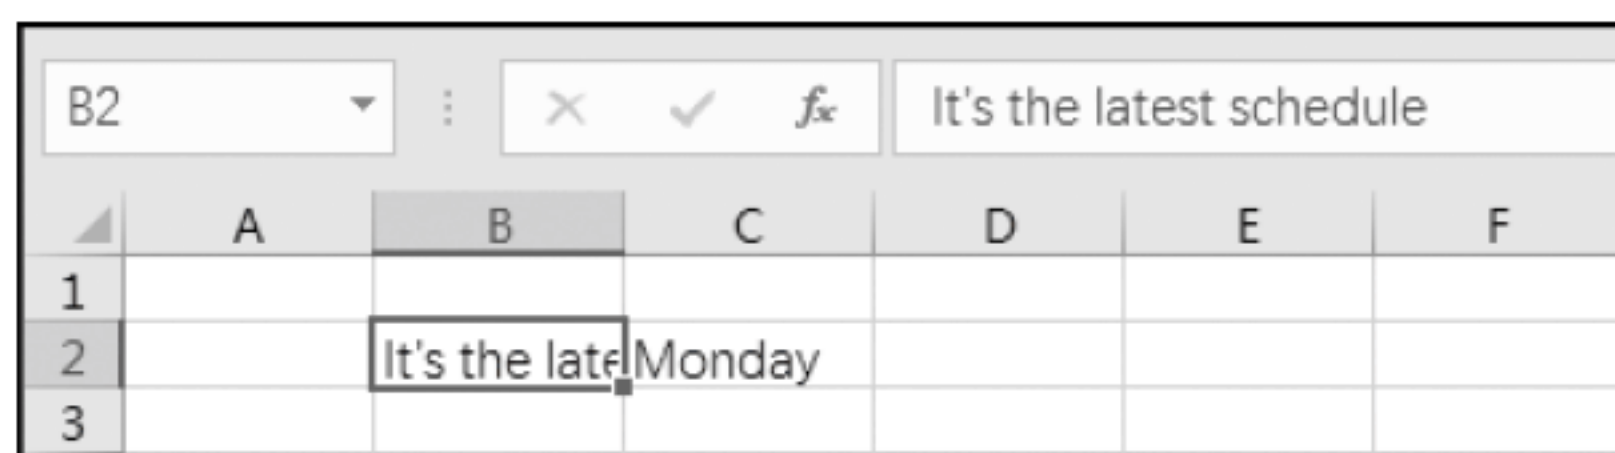 B2 fx It's the latest schedule
A B C D E F
1
2 It's the late Monday
3